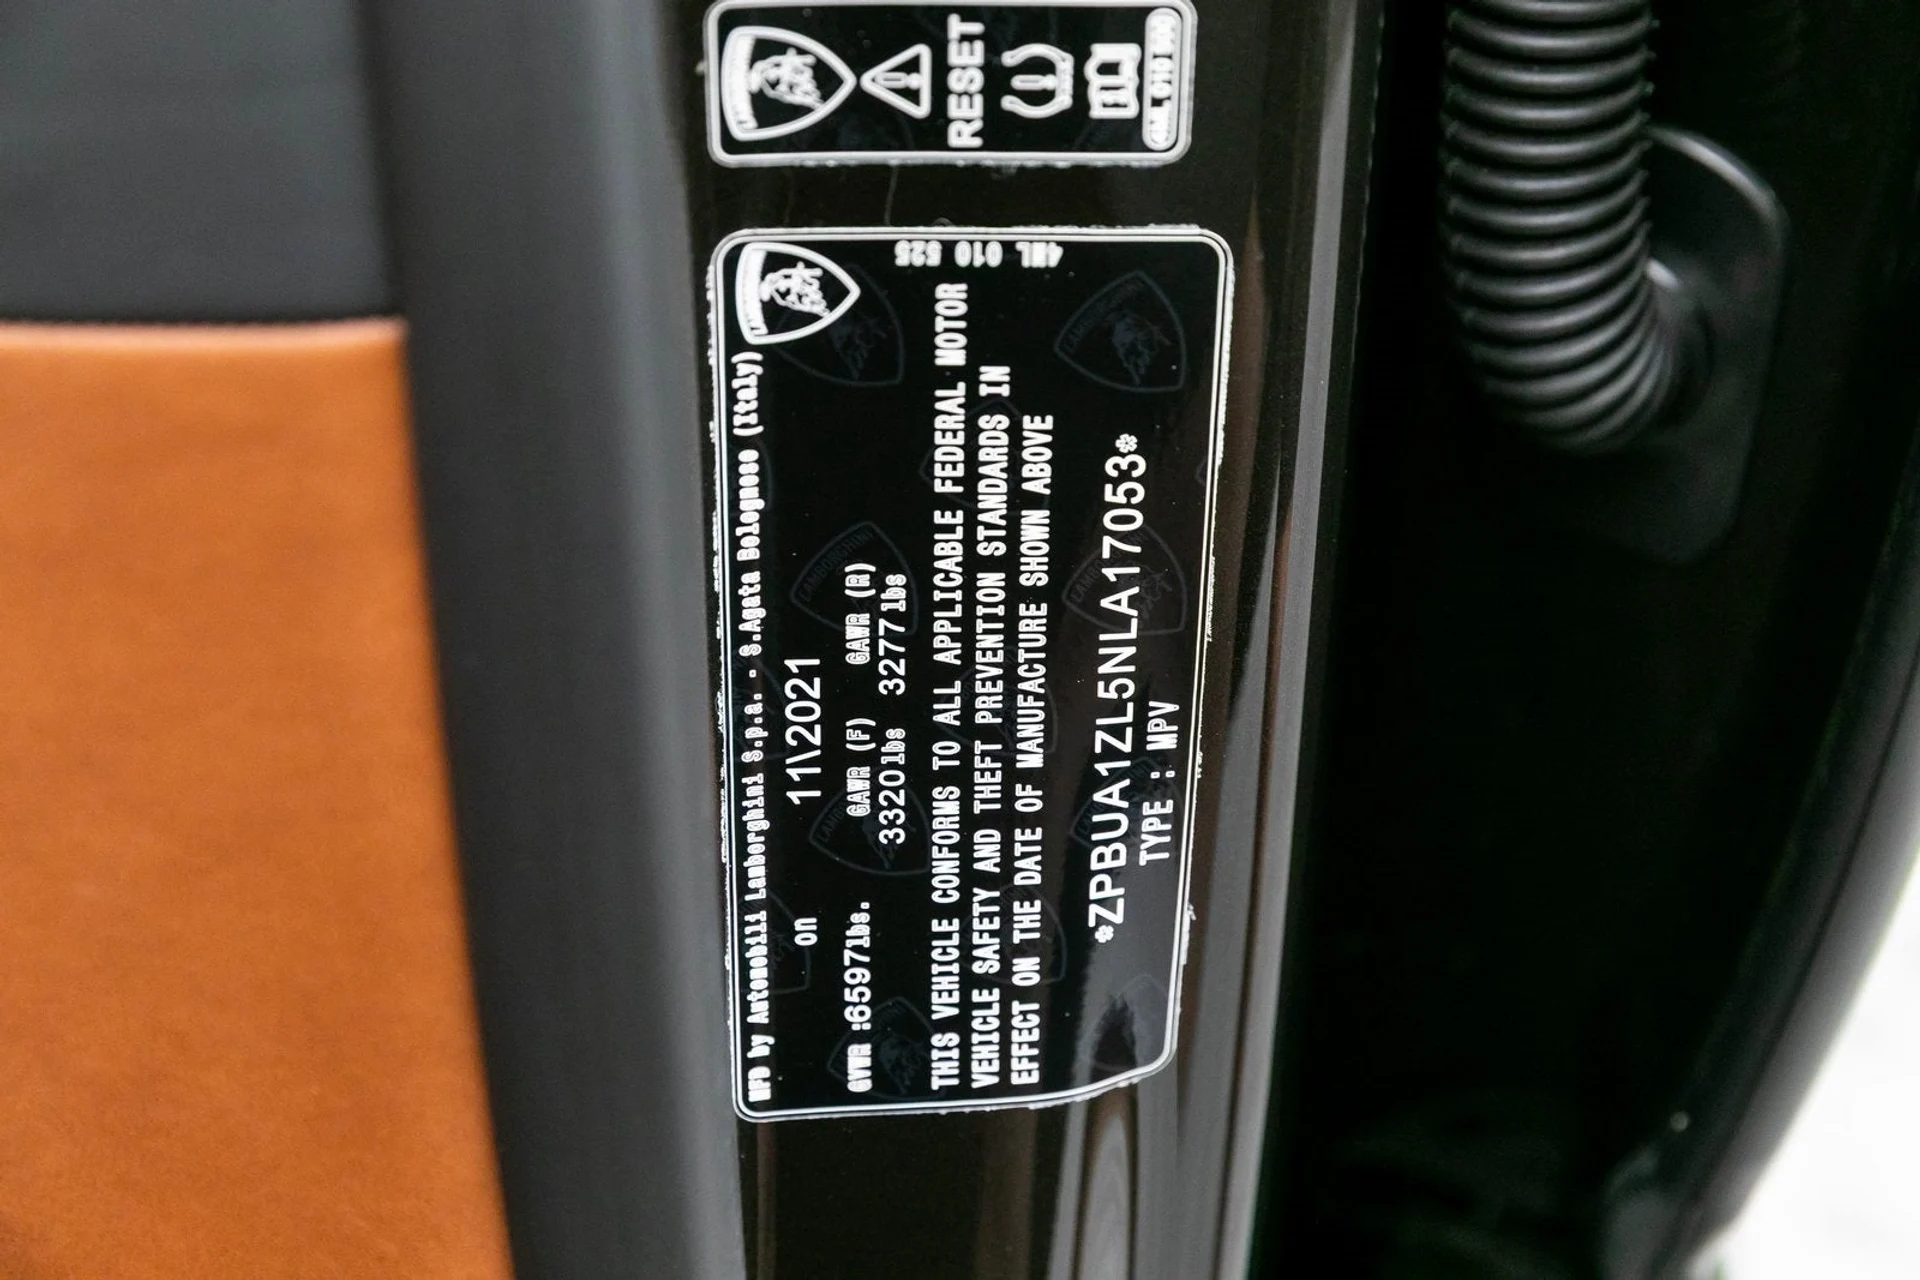 LAMBORGHINI
RESET
4ML 010 525
LAMBORGHINI
MFD by Automobili Lamborghini S.p.a. - S.Agata Bolognese (Italy)
on 11\2021
GVWR :6597lbs. GAWR (F) GAWR (R)
3320lbs 3277lbs
THIS VEHICLE CONFORMS TO ALL APPLICABLE FEDERAL MOTOR
VEHICLE SAFETY AND THEFT PREVENTION STANDARDS IN
EFFECT ON THE DATE OF MANUFACTURE SHOWN ABOVE
*ZPBUA1ZL5NLA17053*
TYPE : MPV